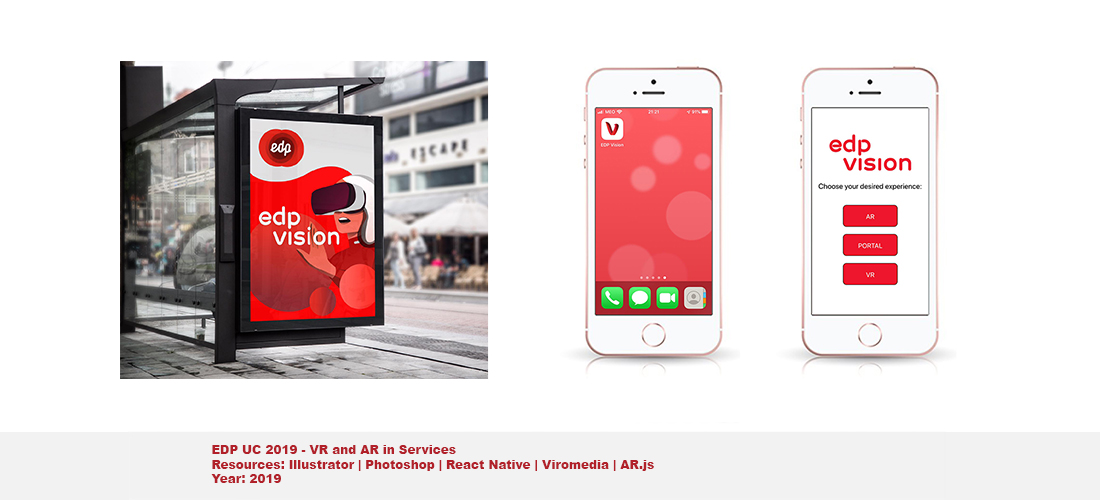 edp
edp
vision
ESCAPE
MEO
21:21
91%
EDP Vision
edp
vision
Choose your desired experience:
AR
PORTAL
VR
EDP UC 2019 - VR and AR in Services
Resources: Illustrator | Photoshop | React Native | Viromedia | AR.js
Year: 2019